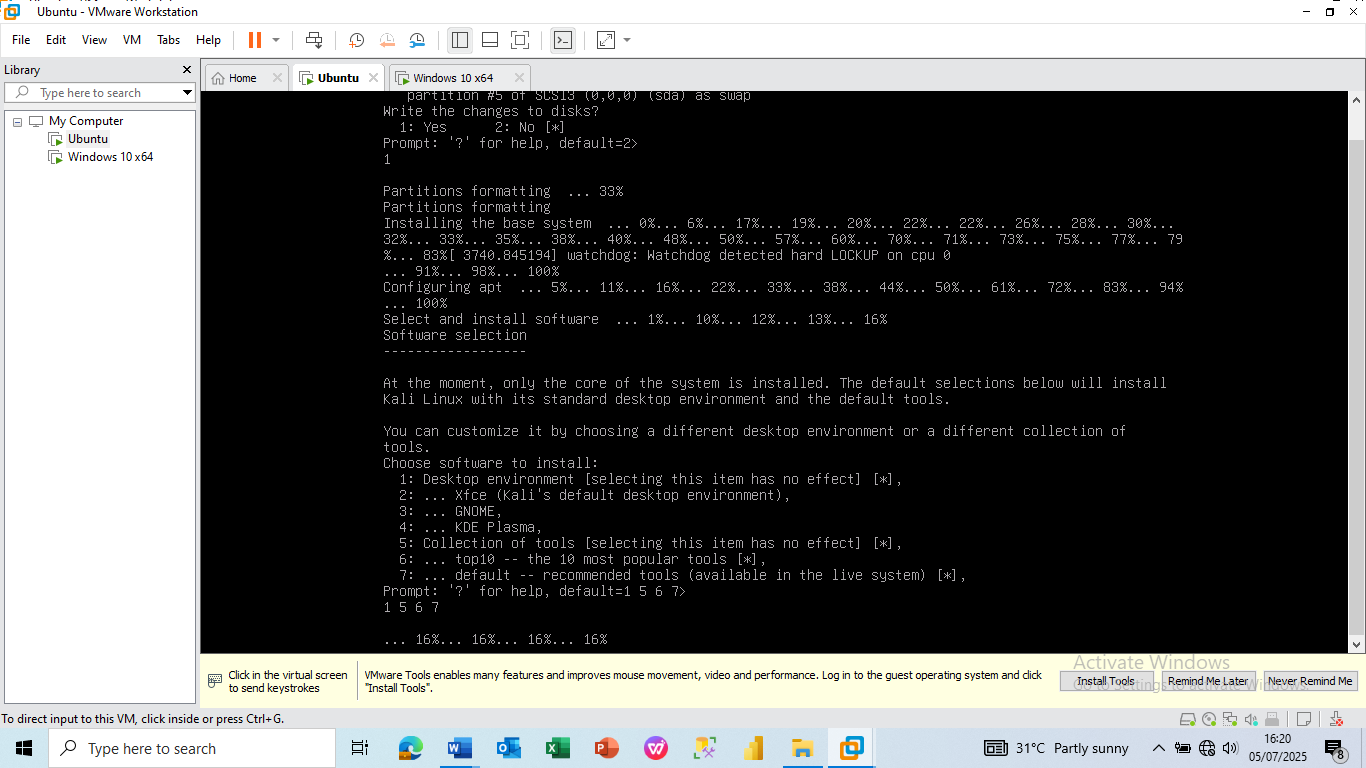 Ubuntu - VMware Workstation
File Edit View VM Tabs Help
Library
Type here to search
My Computer
Ubuntu
Windows 10 x64
Home
Ubuntu
Windows 10 x64
partition #5 of SCSI3 (0,0,0) (sda) as swap
Write the changes to disks?
1: Yes 2: No [*]
Prompt: '?' for help, default=2>
1
Partitions formatting ... 33%
Partitions formatting
Installing the base system ... 0%... 6%... 17%... 19%... 20%... 22%... 22%... 26%... 28%... 30%...
32%... 33%... 35%... 38%... 40%... 48%... 50%... 57%... 60%... 70%... 71%... 73%... 75%... 77%... 79
%... 83%[ 3740.845194] watchdog: Watchdog detected hard LOCKUP on cpu 0
... 91%... 98%... 100%
Configuring apt ... 5%... 11%... 16%... 22%... 33%... 38%... 44%... 50%... 61%... 72%... 83%... 94%
... 100%
Select and install software ... 1%... 10%... 12%... 13%... 16%
Software selection
------------------
At the moment, only the core of the system is installed. The default selections below will install
Kali Linux with its standard desktop environment and the default tools.
You can customize it by choosing a different desktop environment or a different collection of
tools.
Choose software to install:
1: Desktop environment [selecting this item has no effect] [*],
2: ... Xfce (Kali's default desktop environment),
3: ... GNOME,
4: ... KDE Plasma,
5: Collection of tools [selecting this item has no effect] [*],
6: ... top10 -- the 10 most popular tools [*],
7: ... default -- recommended tools (available in the live system) [*],
Prompt: '?' for help, default=1 5 6 7>
1 5 6 7
... 16%... 16%... 16%... 16%
Activate Windows
Go to Settings to activate Windows.
Click in the virtual screen
to send keystrokes
VMware Tools enables many features and improves mouse movement, video and performance. Log in to the guest operating system and click
"Install Tools".
Install Tools
Remind Me Later
Never Remind Me
To direct input to this VM, click inside or press Ctrl+G.
Type here to search
31°C Partly sunny
16:20
05/07/2025
8